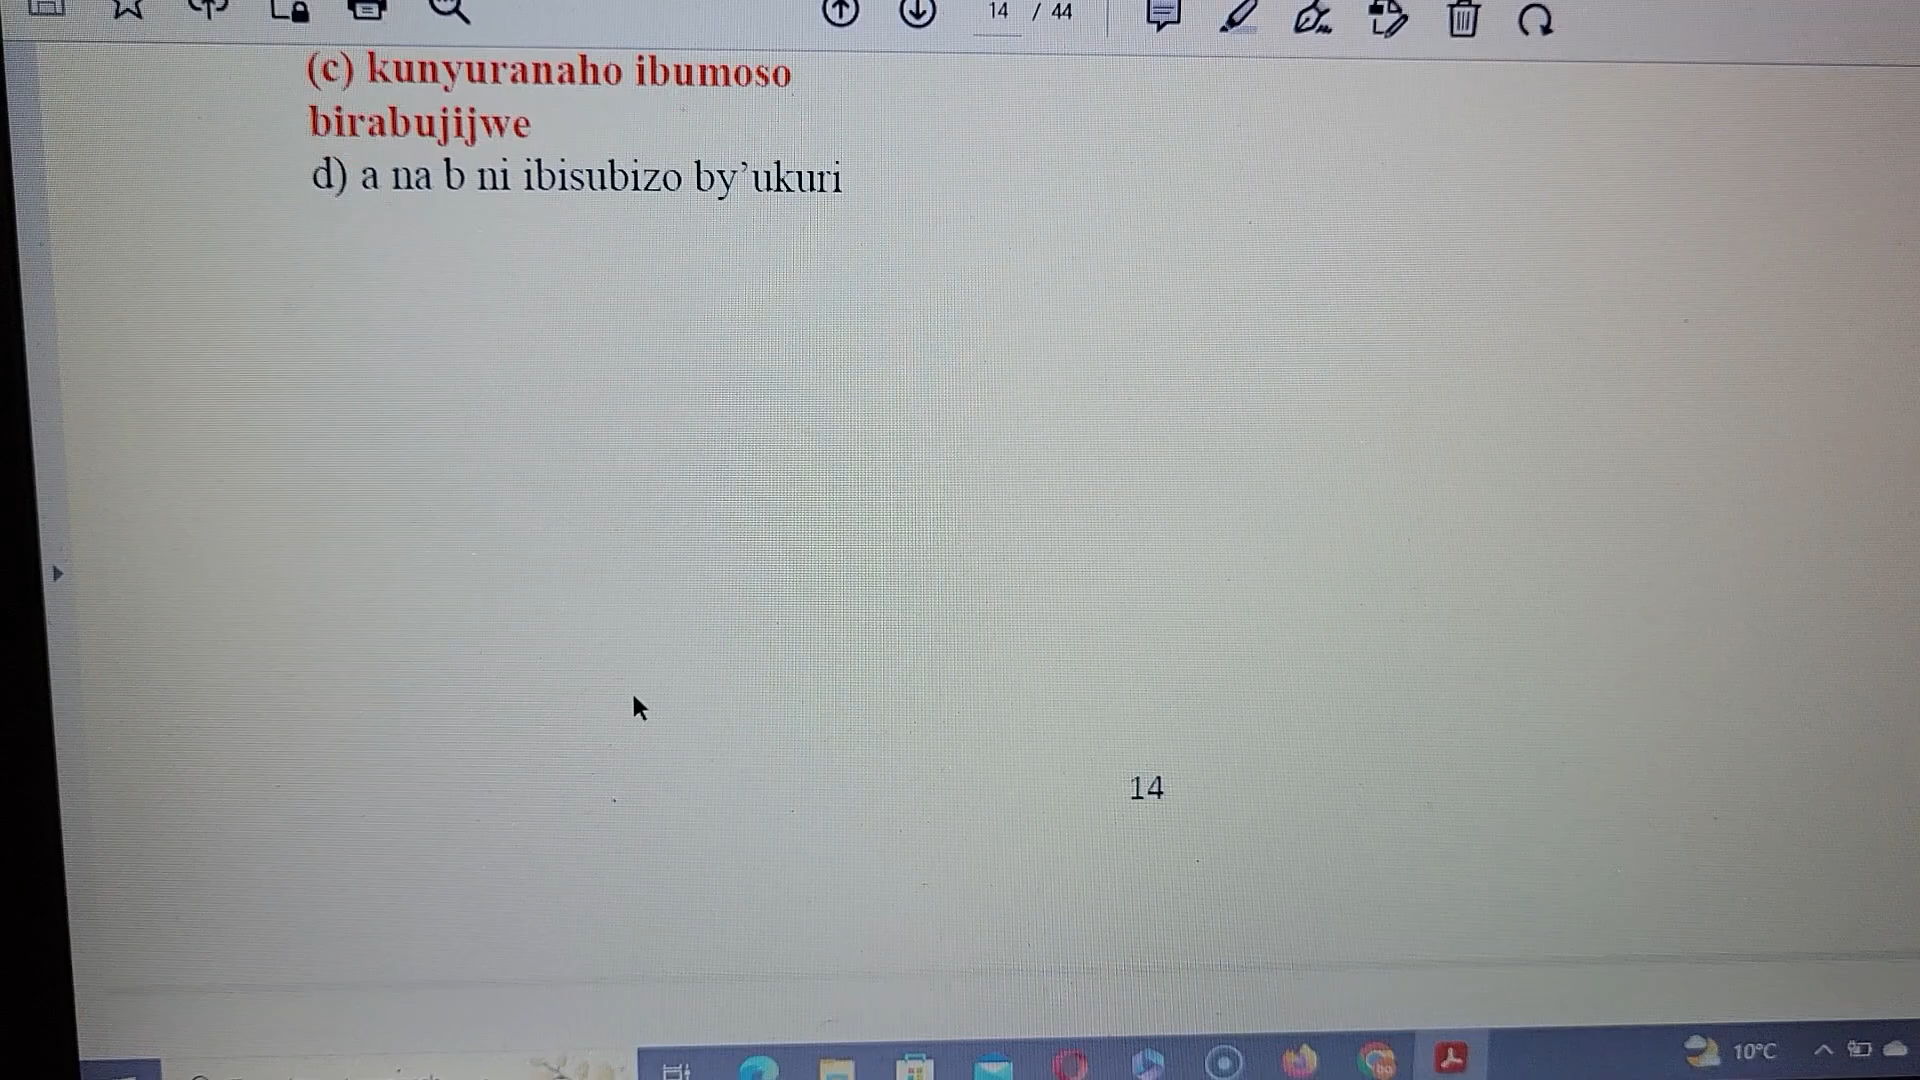 14 / 44
(c) kunyuranaho ibumoso
birabujijwe
d) a na b ni ibisubizo by’ukuri
14
10°C